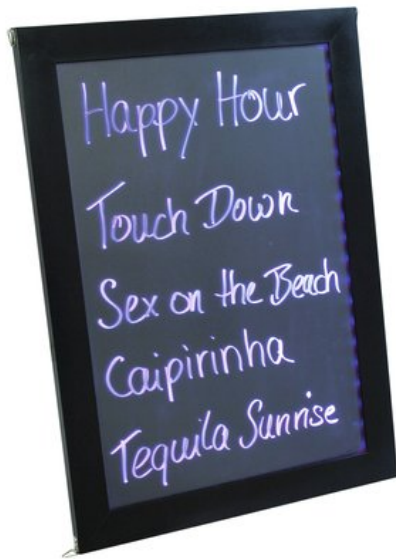 Happy Hour
Touch Down
Sex on the Beach
Caipirinha
Tequila Sunrise